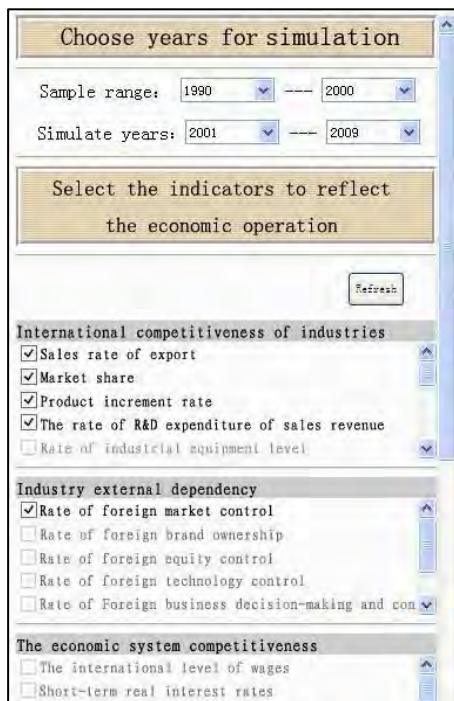 Choose years for simulation
Sample range: 1990 --- 2000
Simulate years: 2001 --- 2009
Select the indicators to reflect
the economic operation
Refresh
International competitiveness of industries
Sales rate of export
Market share
Product increment rate
The rate of R&D expenditure of sales revenue
Rate of industrial equipment level
Industry external dependency
Rate of foreign market control
Rate of foreign brand ownership
Rate of foreign equity control
Rate of foreign technology control
Rate of Foreign business decision-making and con
The economic system competitiveness
The international level of wages
Short-term real interest rates